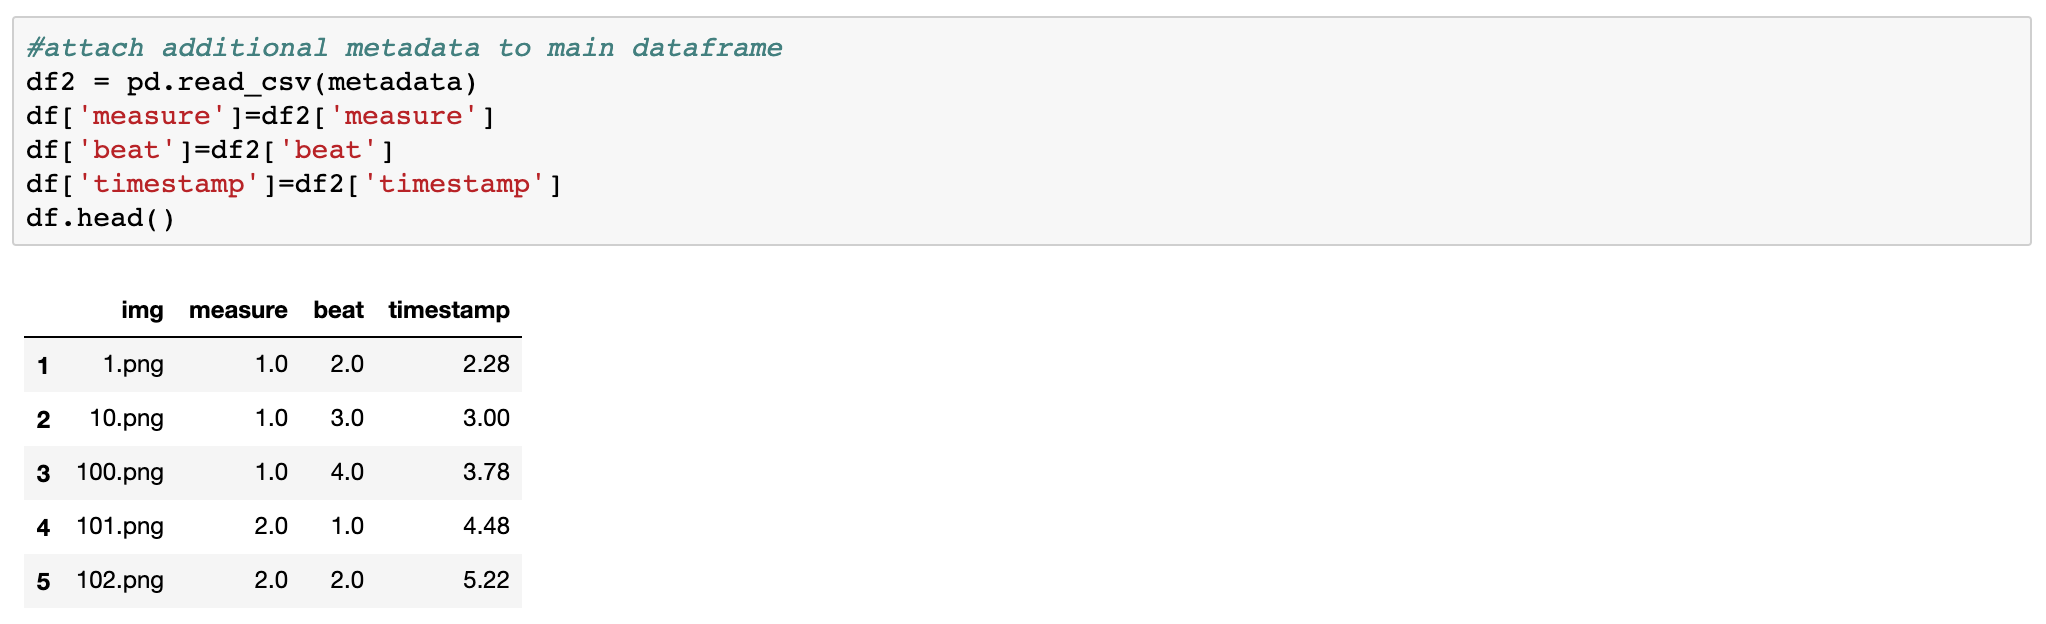 #attach additional metadata to main dataframe
df2 = pd.read_csv(metadata)
df['measure']=df2['measure']
df['beat']=df2['beat']
df['timestamp']=df2['timestamp']
df.head()
img measure beat timestamp
1 1.png 1.0 2.0 2.28
2 10.png 1.0 3.0 3.00
3 100.png 1.0 4.0 3.78
4 101.png 2.0 1.0 4.48
5 102.png 2.0 2.0 5.22